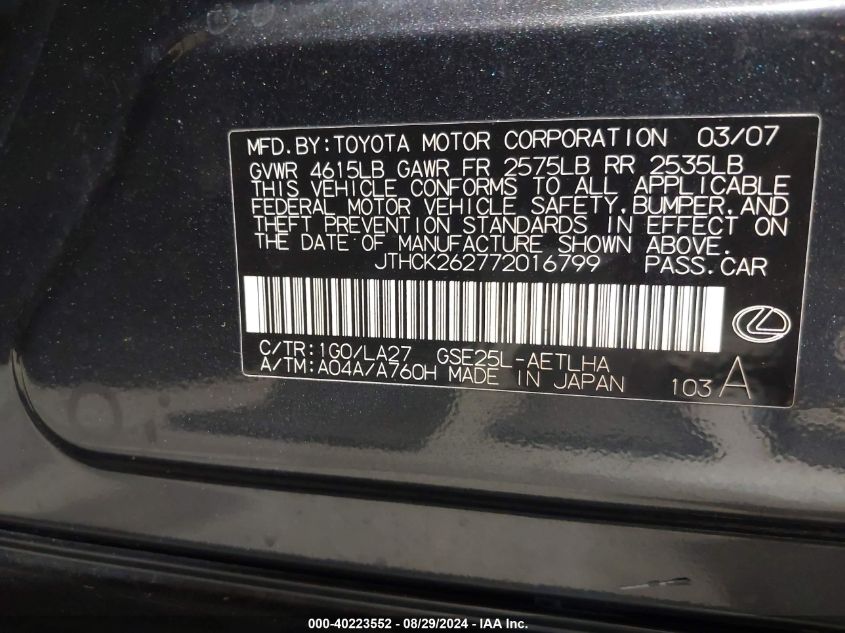 MFD.BY:TOYOTA MOTOR CORPORATION 03/07
GVWR 4615LB GAWR FR 2575LB RR 2535LB
THIS VEHICLE CONFORMS TO ALL APPLICABLE
FEDERAL MOTOR VEHICLE SAFETY,BUMPER,AND
THEFT PREVENTION STANDARDS IN EFFECT ON
THE DATE OF MANUFACTURE SHOWN ABOVE.
JTHCK262772016799 PASS.CAR
C/TR:1G0/LA27 GSE25L-AETLHA
A/TM:A04A/A760H MADE IN JAPAN 103A
000-40223552 - 08/29/2024 - IAA Inc.